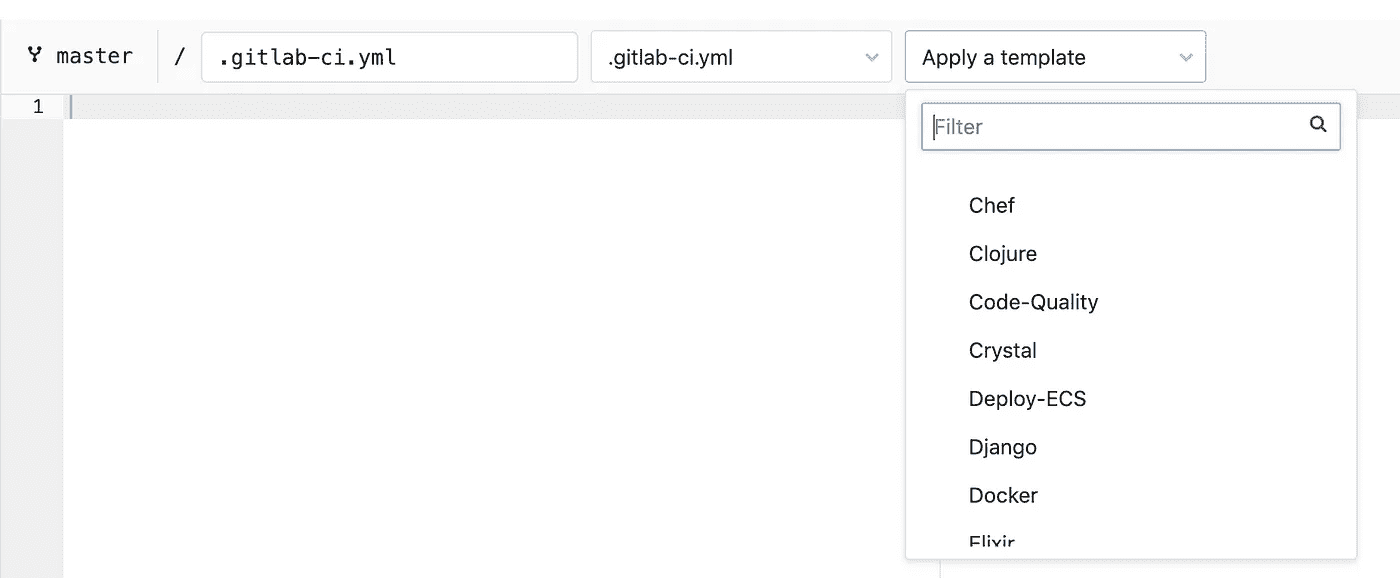 master / .gitlab-ci.yml .gitlab-ci.yml Apply a template
1
Filter
Chef
Clojure
Code-Quality
Crystal
Deploy-ECS
Django
Docker
Elixir